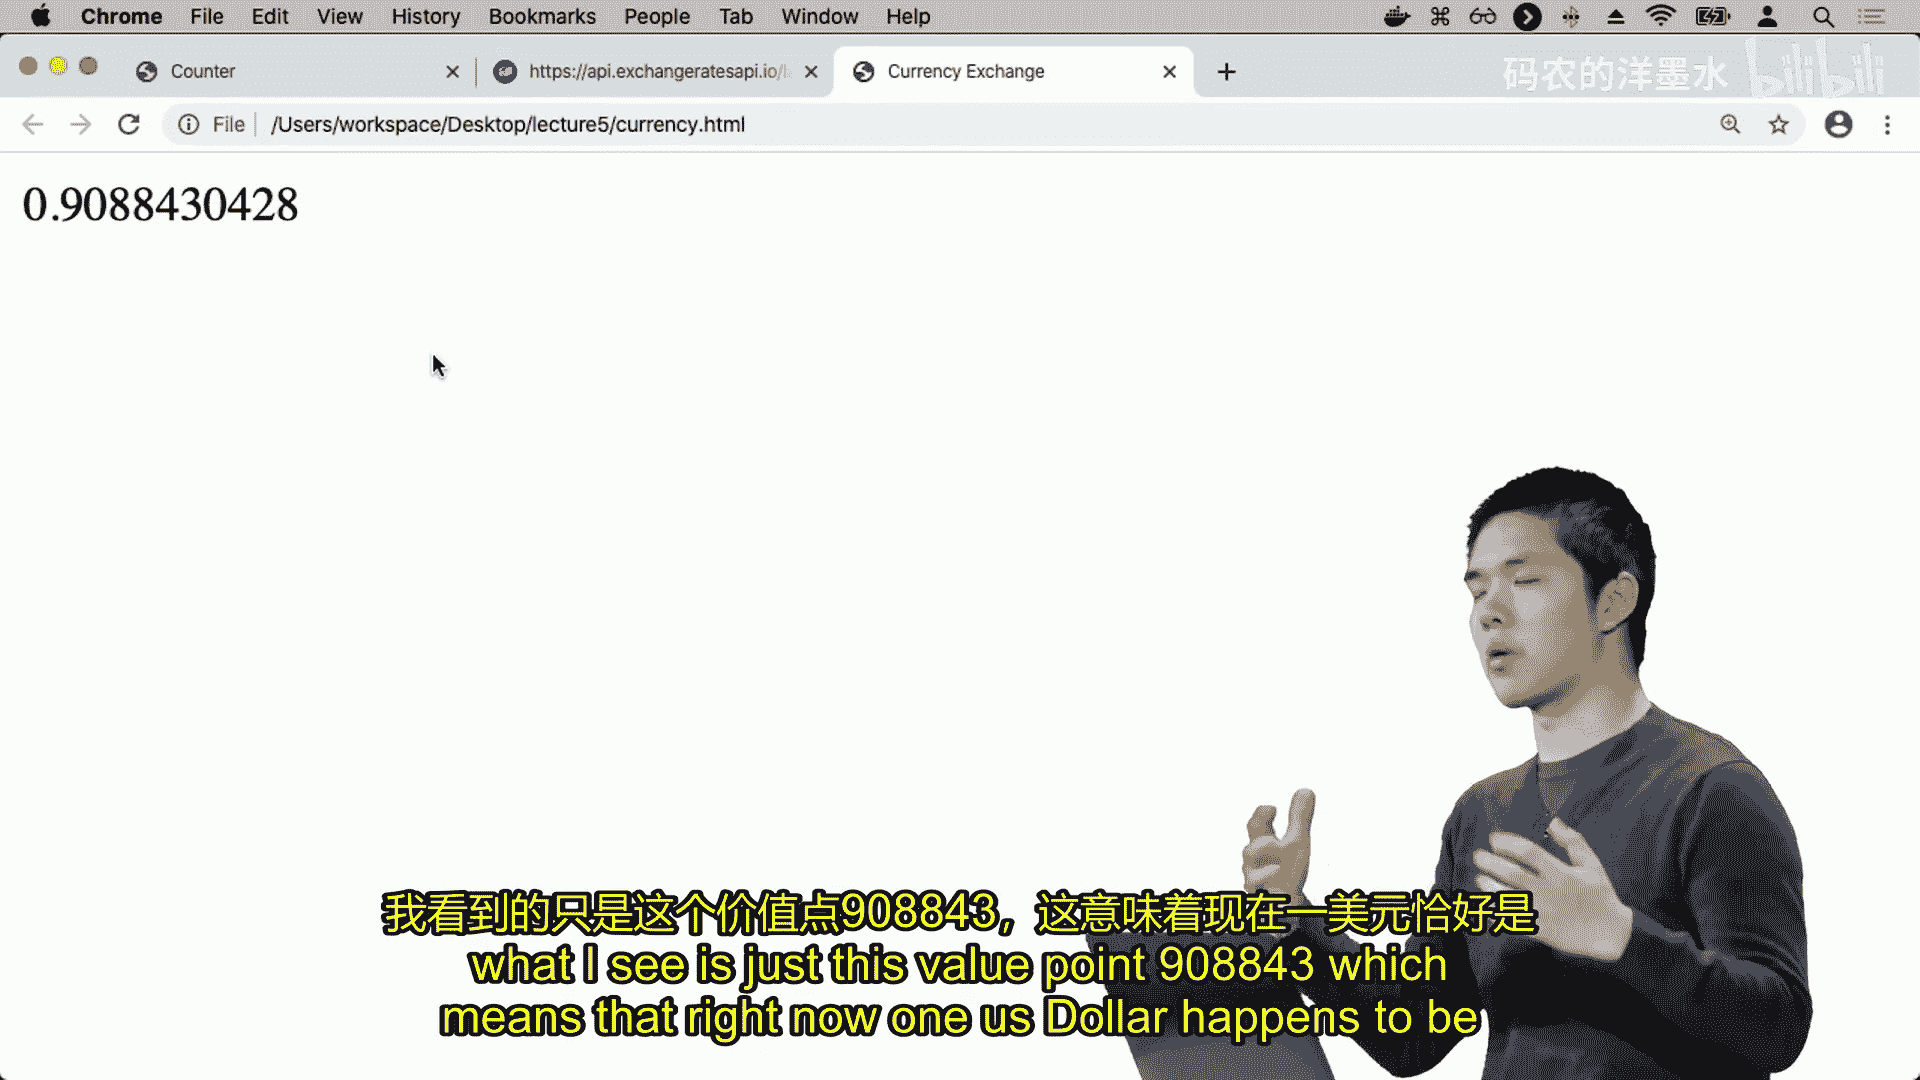 Chrome File Edit View History Bookmarks People Tab Window Help
Counter
https://api.exchangeratesapi.io/l
Currency Exchange
码农的洋墨水 bilibili
File /Users/workspace/Desktop/lecture5/currency.html
0.9088430428
我看到的只是这个价值点908843，这意味着现在一美元恰好是
what I see is just this value point 908843 which
means that right now one us Dollar happens to be